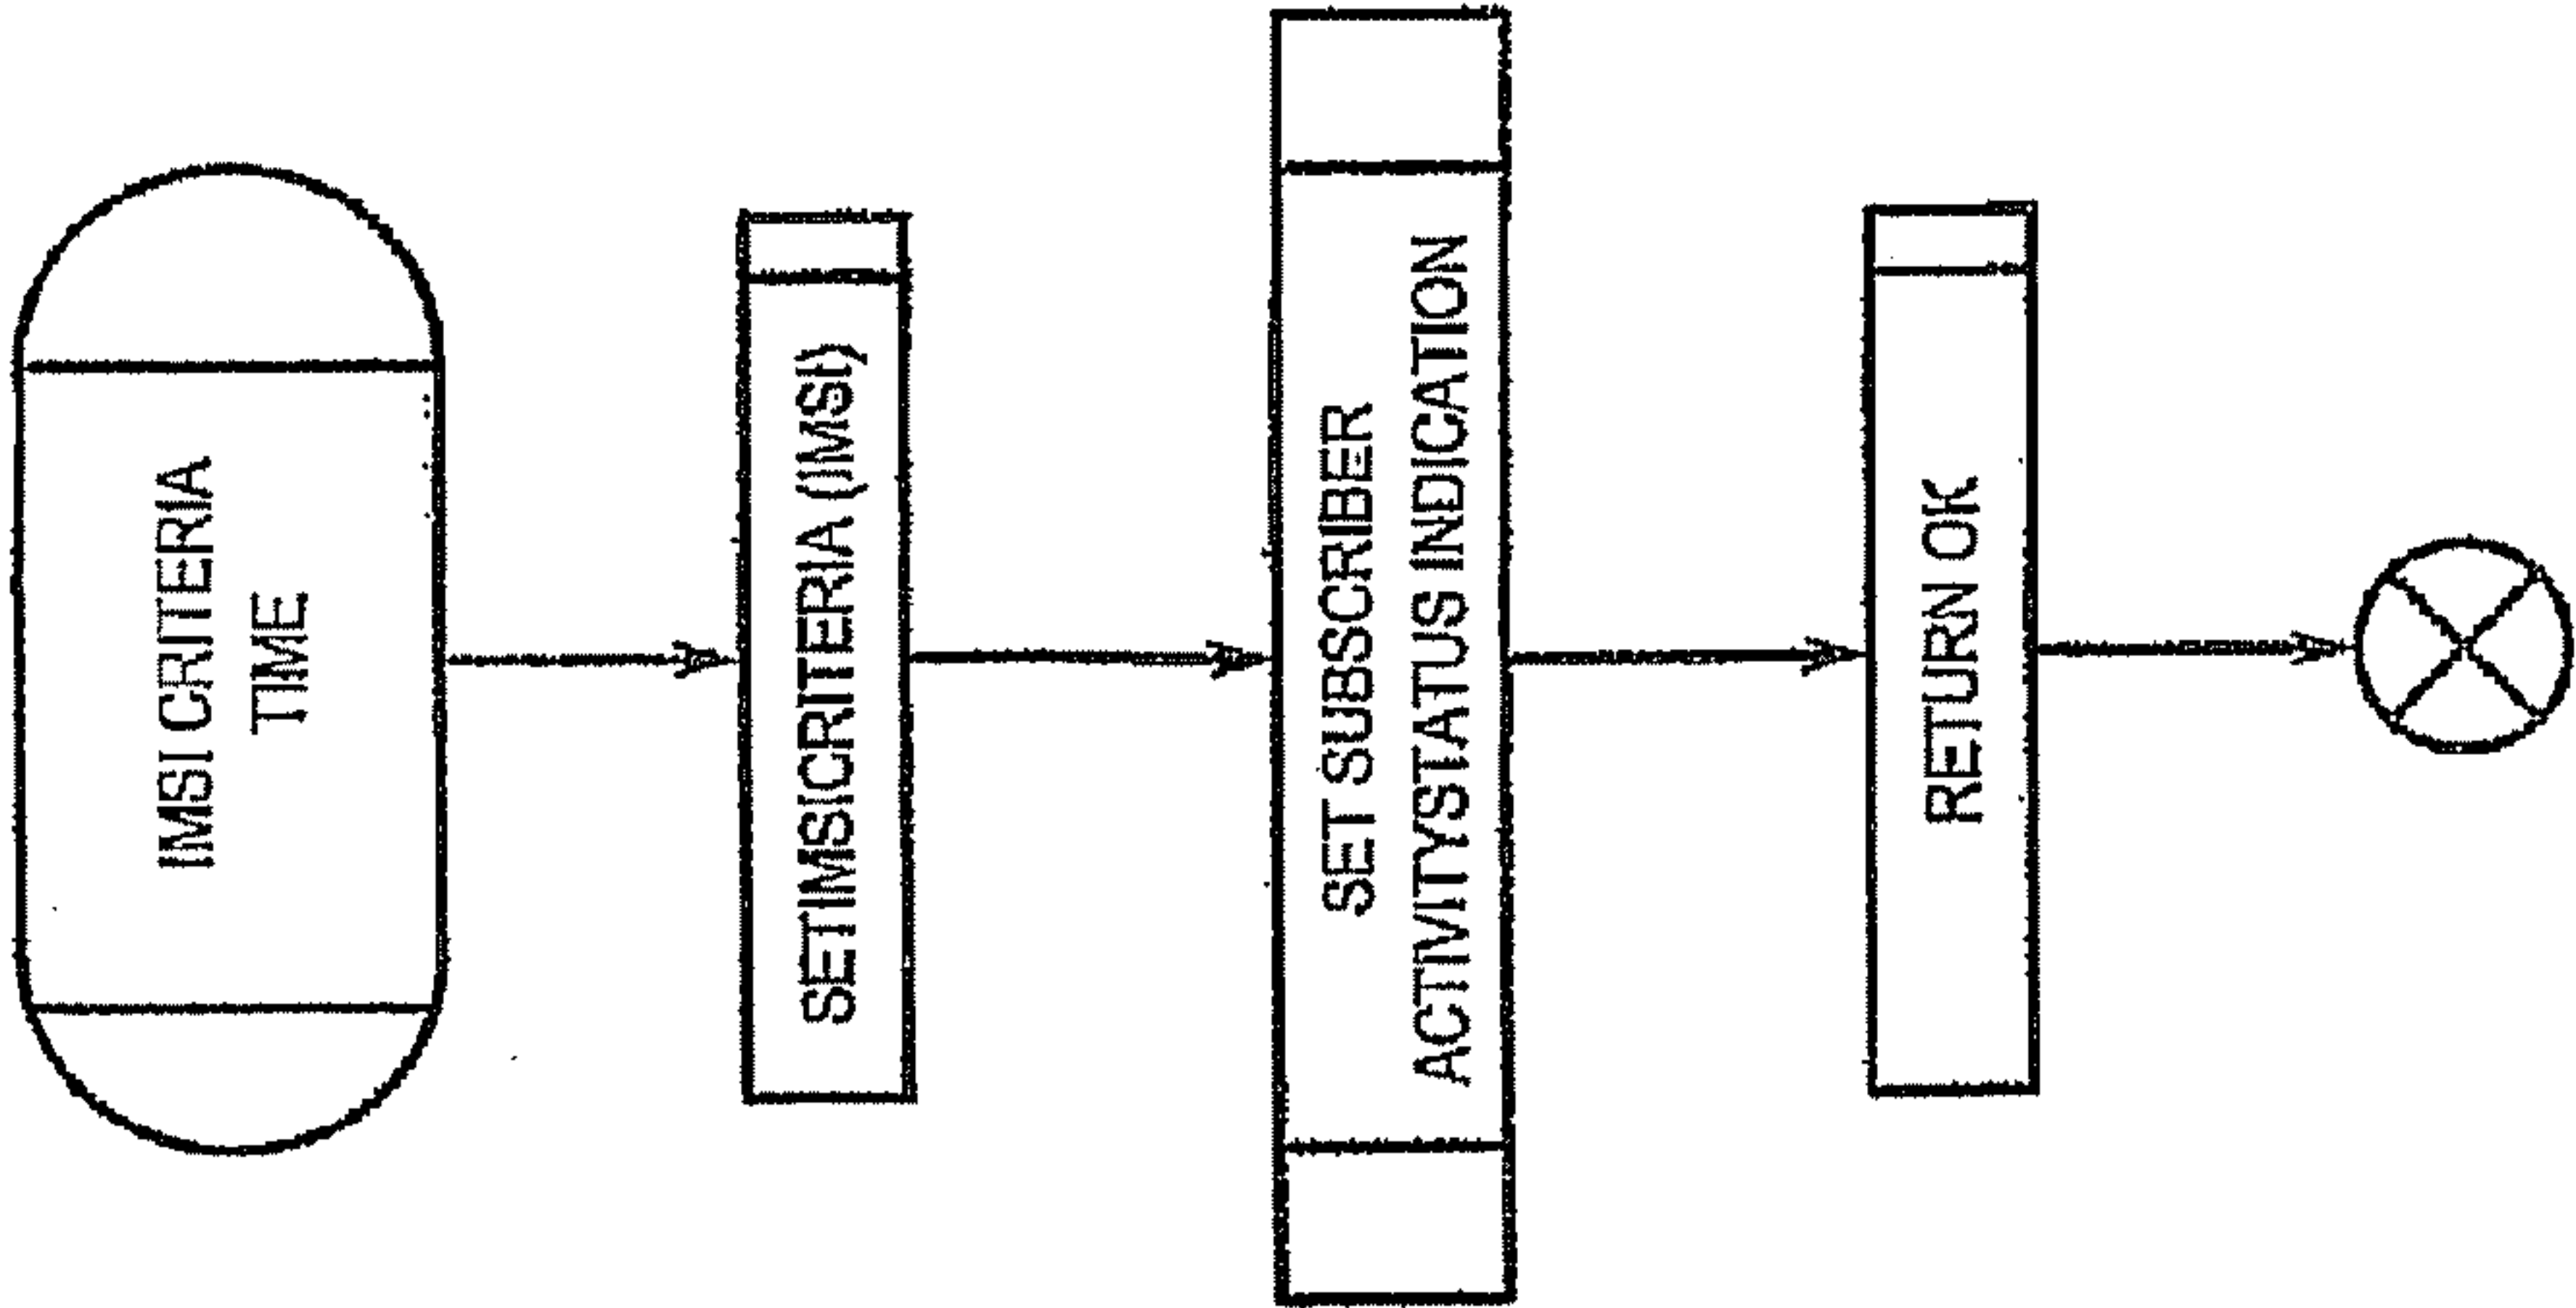 IMSI CRITERIA
TIME
SETIMSICRITERIA (IMSI)
SET SUBSCRIBER
ACTIVITYSTATUS INDICATION
RETURN OK